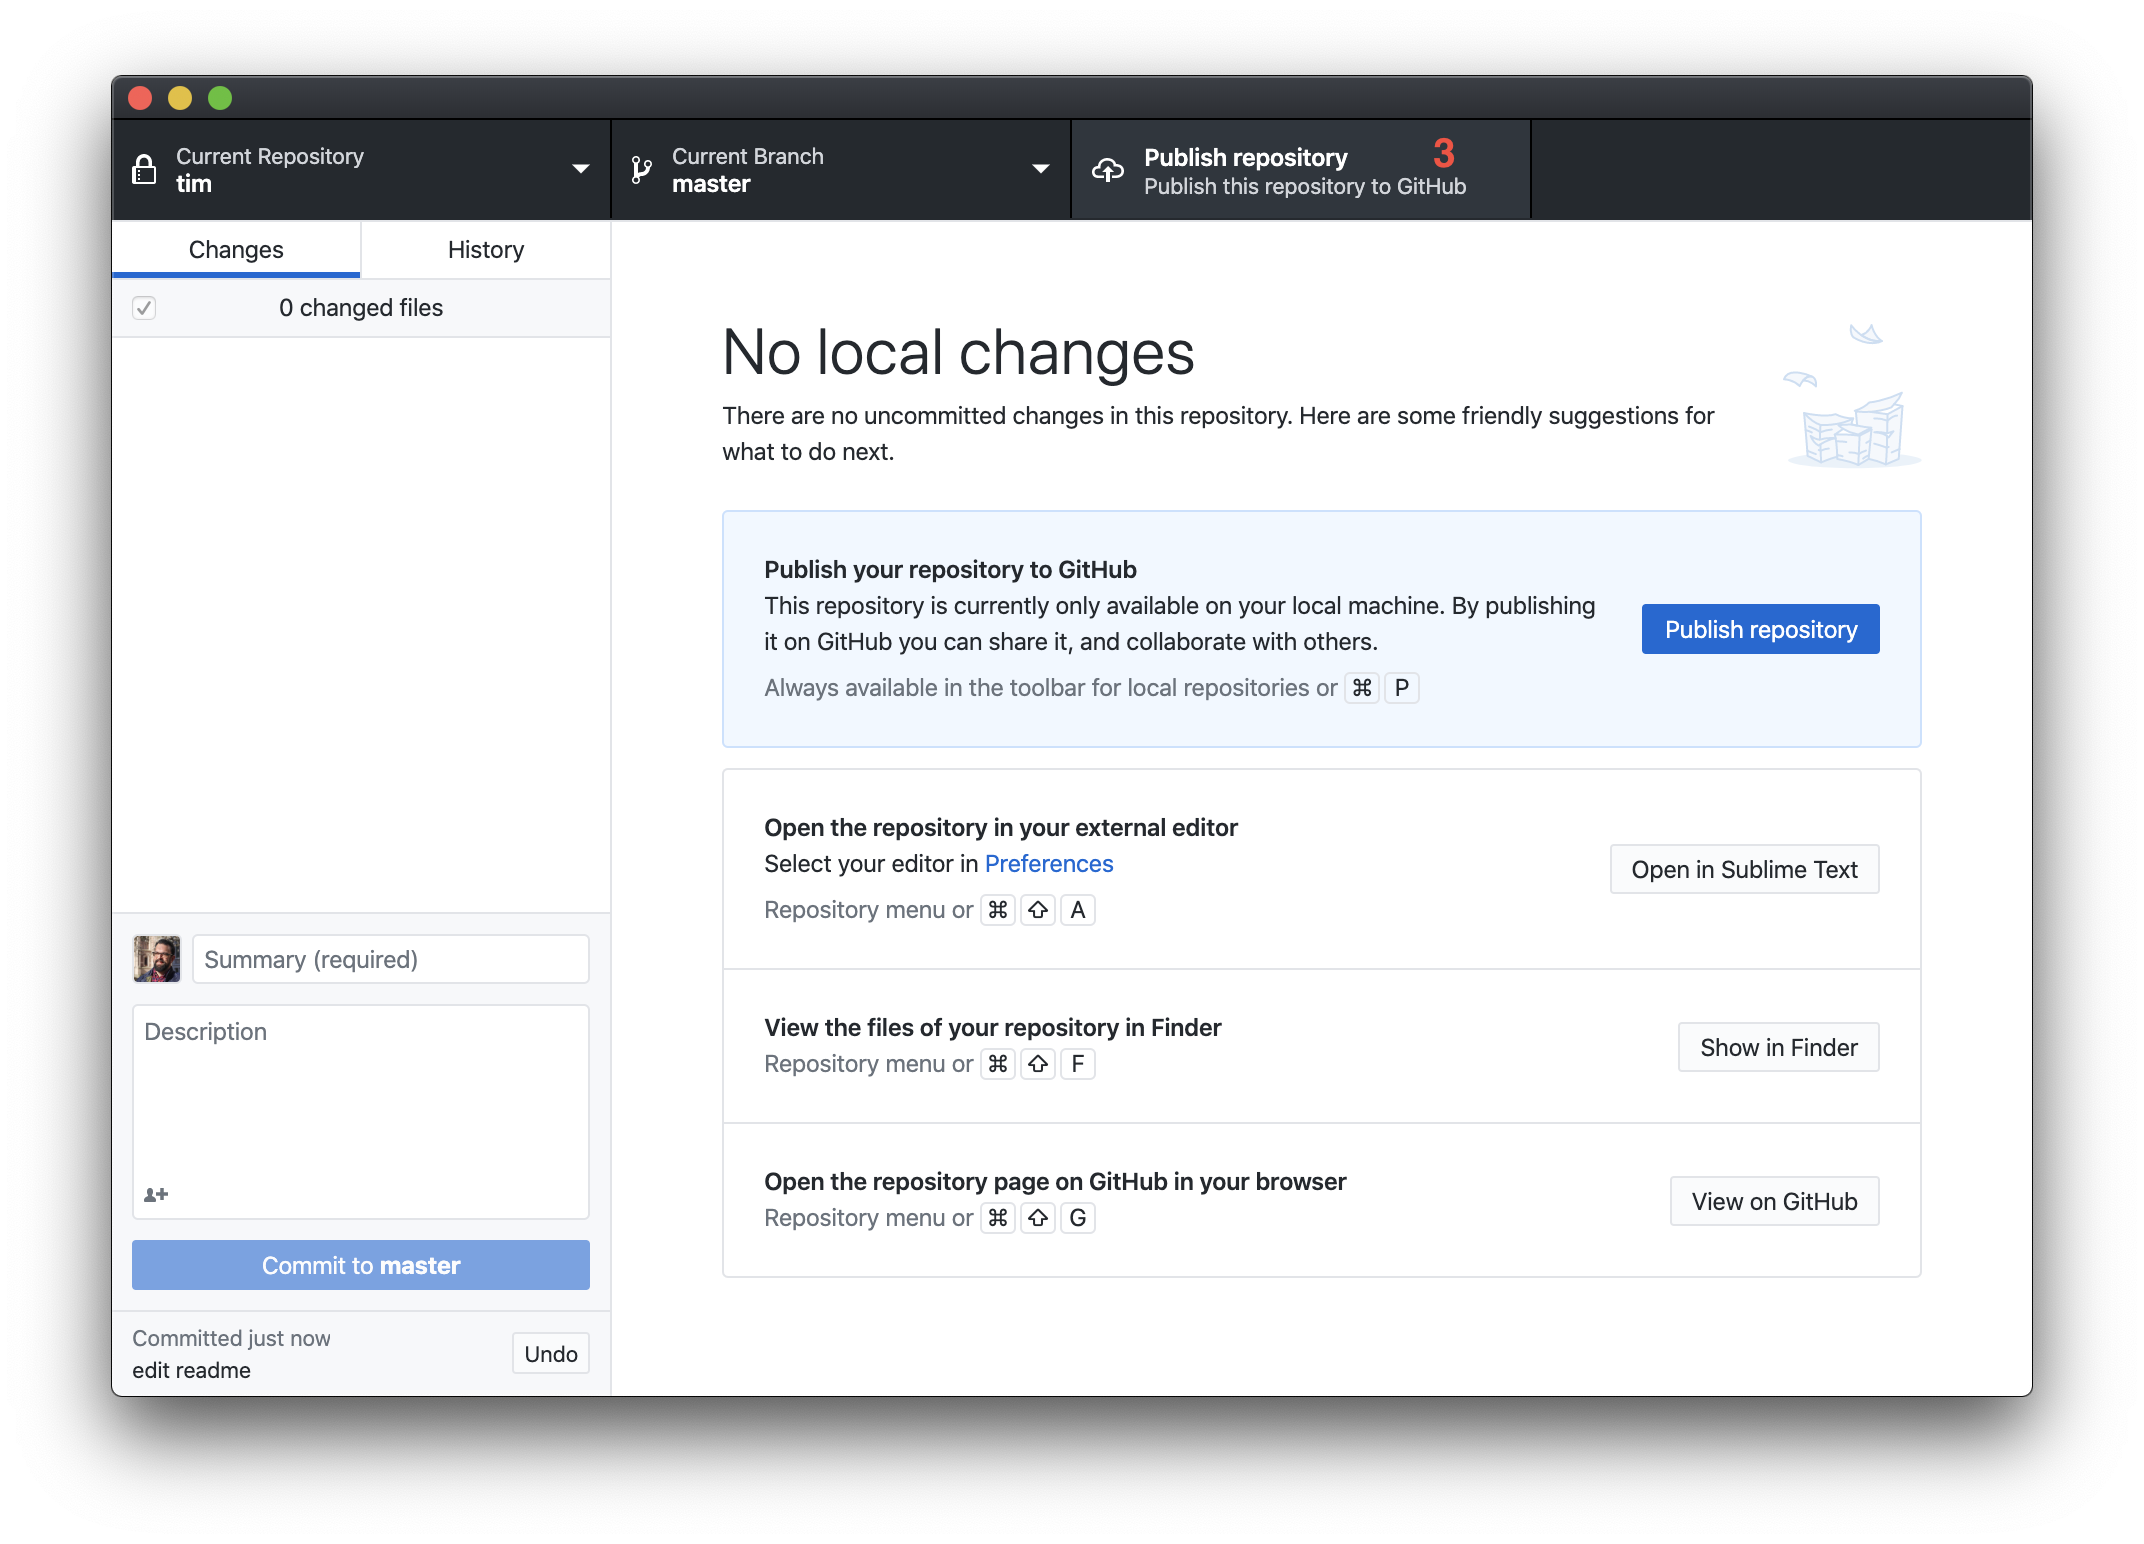 Current Repository
tim
Current Branch
master
Publish repository 3
Publish this repository to GitHub
Changes
History
0 changed files
No local changes
There are no uncommitted changes in this repository. Here are some friendly suggestions for
what to do next.
Publish your repository to GitHub
This repository is currently only available on your local machine. By publishing
it on GitHub you can share it, and collaborate with others.
Always available in the toolbar for local repositories or ⌘ P
Publish repository
Open the repository in your external editor
Select your editor in Preferences
Repository menu or ⌘ ⇧ A
Open in Sublime Text
View the files of your repository in Finder
Repository menu or ⌘ ⇧ F
Show in Finder
Open the repository page on GitHub in your browser
Repository menu or ⌘ ⇧ G
View on GitHub
Summary (required)
Description
Commit to master
Committed just now
edit readme
Undo